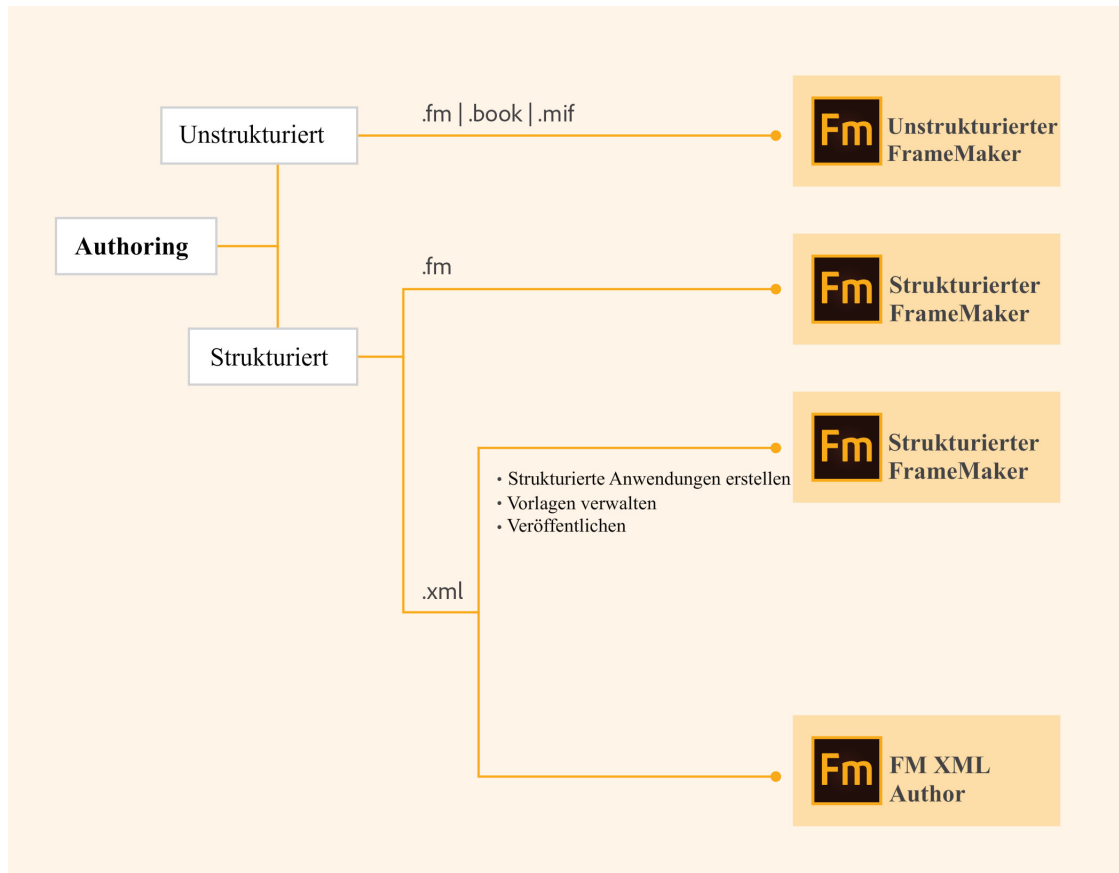 .fm | .book | .mif
Unstrukturiert
Fm
Unstrukturierter
FrameMaker
Authoring
.fm
Fm
Strukturierter
FrameMaker
Strukturiert
Fm
Strukturierter
FrameMaker
• Strukturierte Anwendungen erstellen
• Vorlagen verwalten
• Veröffentlichen
.xml
Fm
FM XML
Author